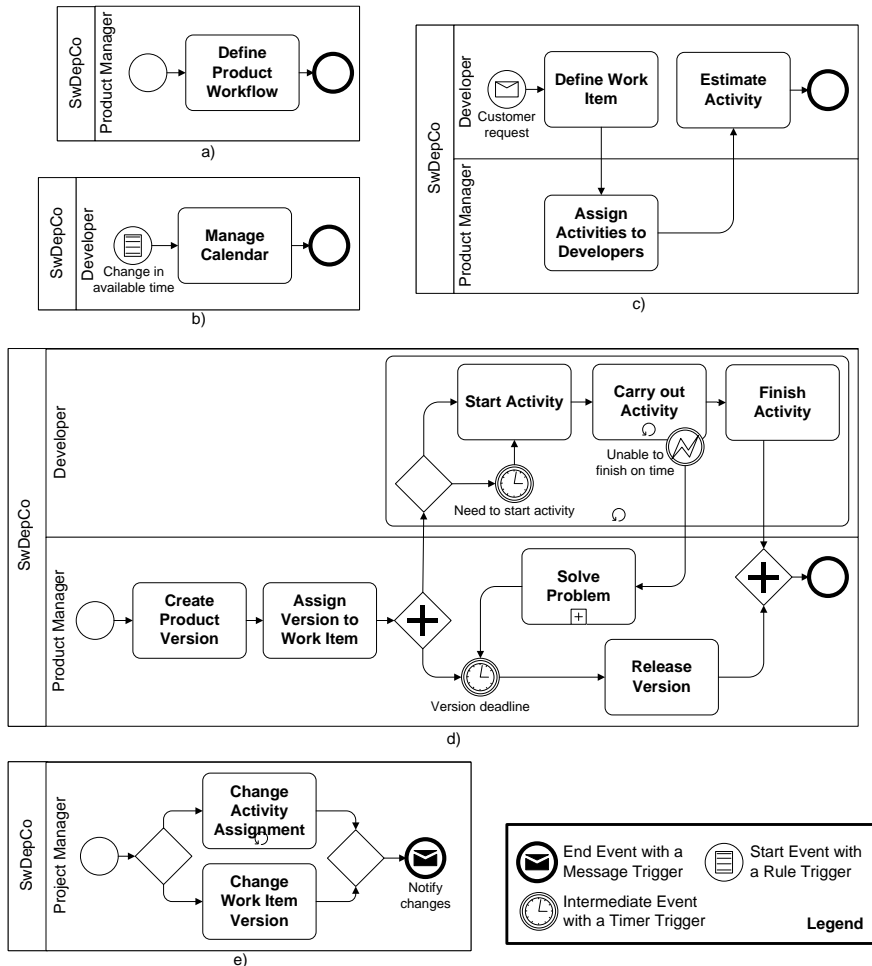 SwDepCo
Product Manager
Define
Product
Workflow
a)
SwDepCo
Developer
Change in
available time
Manage
Calendar
b)
SwDepCo
Developer
Customer
request
Define Work
Item
Estimate
Activity
Product Manager
Assign
Activities to
Developers
c)
SwDepCo
Developer
Start Activity
Carry out
Activity
Finish
Activity
Need to start activity
Unable to
finish on time
Product Manager
Create
Product
Version
Assign
Version to
Work Item
Solve
Problem
Version deadline
Release
Version
d)
SwDepCo
Project Manager
Change
Activity
Assignment
Change
Work Item
Version
Notify
changes
e)
End Event with a
Message Trigger
Start Event with
a Rule Trigger
Intermediate Event
with a Timer Trigger
Legend